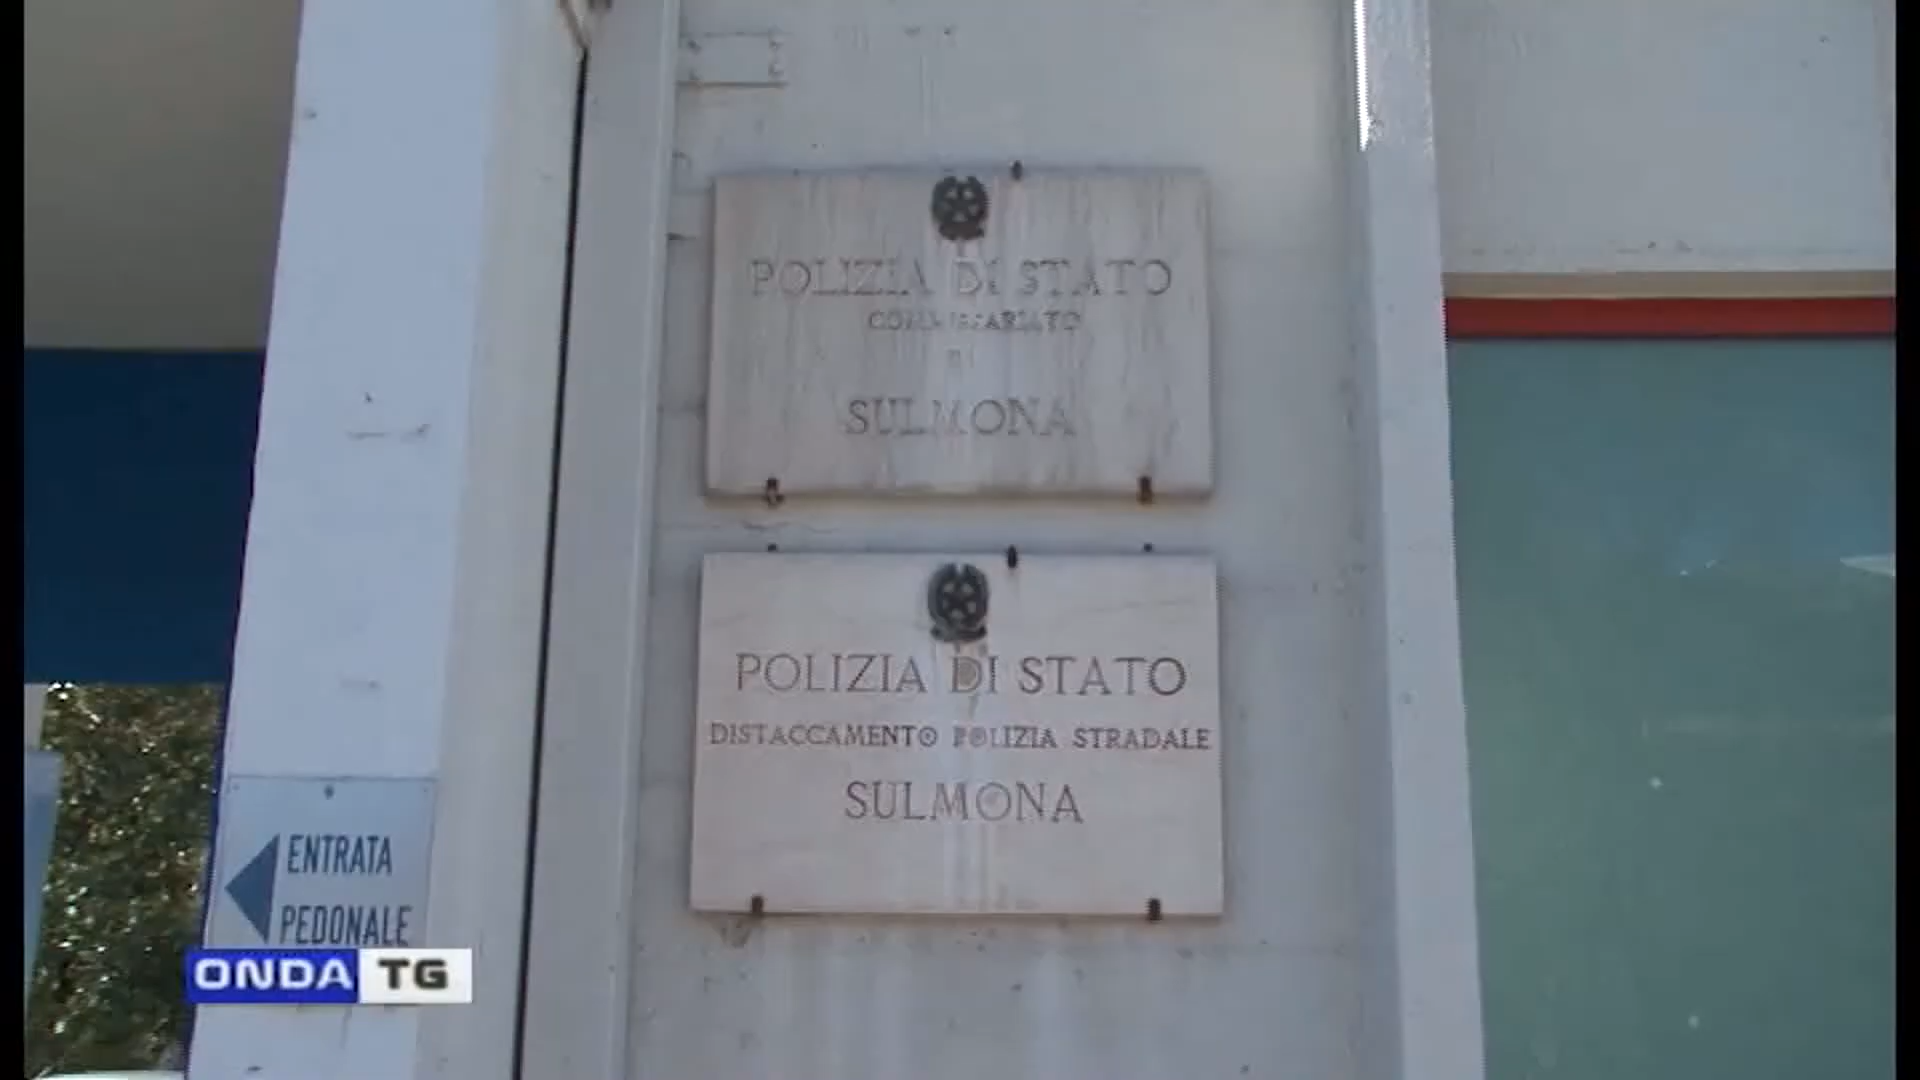 POLIZIA DI STATO
COMMISSARIATO
DI
SULMONA
POLIZIA DI STATO
DISTACCAMENTO POLIZIA STRADALE
SULMONA
ENTRATA
PEDONALE
ONDA TG